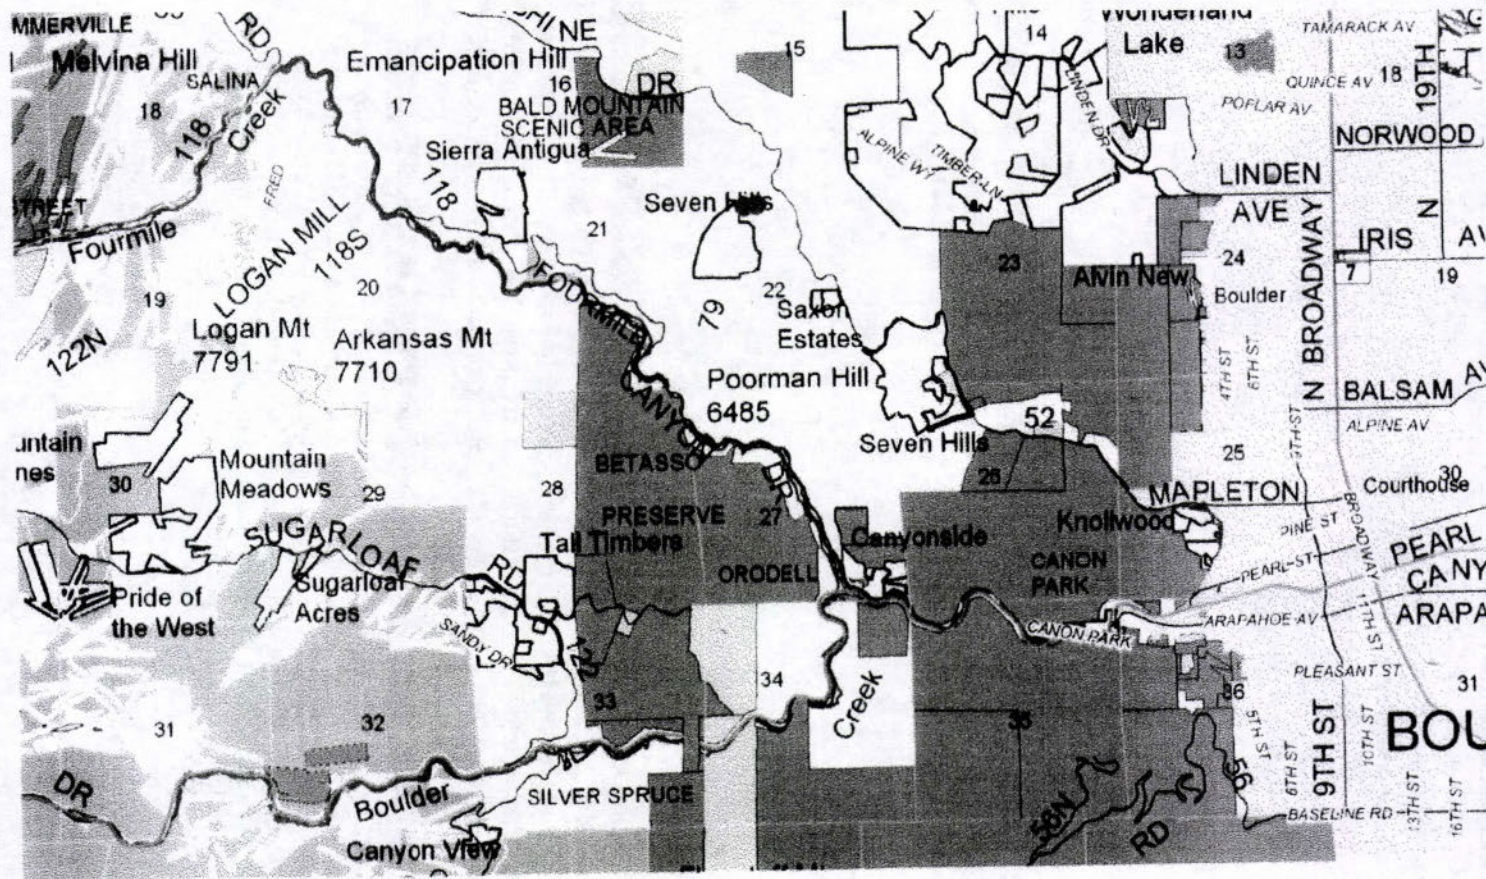 MMERVILLE
RD
NE
15
14
Wonderland
Lake
13
TAMARACK AV
18
19TH
Melvina Hill
SALINA
Emancipation Hill
16
DR
QUINCE AV
18
17
BALD MOUNTAIN
SCENIC AREA
LINDEN DR
POPLAR AV
NORWOOD
118
Creek
Sierra Antigua
ALPINE WY
TIMBER LN
LINDEN
FRED
118
Seven Hills
AVE
N
STREET
Fourmile
LOGAN MILL
118S
21
23
24
IRIS
AV
7
19
Alvin New
Boulder
FOURMILE
22
79
Saxon
Estates
19
20
122N
Logan Mt
7791
Arkansas Mt
7710
N BROADWAY
4TH ST
6TH ST
CANYON
DR
Poorman Hill
6485
BALSAM
AV
52
Seven Hills
ALPINE AV
9TH ST
untain
nes
30
Mountain
Meadows
29
28
BETASSO
PRESERVE
27
26
25
Courthouse
30
MAPLETON
Knollwood
PINE ST
BROADWAY
PEARL
SUGARLOAF
RD
Tall Timbers
Canyonside
ORODELL
CANON
PARK
PEARL ST
CANY
Pride of
the West
Sugarloaf
Acres
SANDY DR
122
CANON PARK
ARAPAHOE AV
ARAPA
11TH ST
PLEASANT ST
31
32
33
34
Creek
35
36
31
5TH ST
6TH ST
9TH ST
10TH ST
BOU
DR
Boulder
SILVER SPRUCE
58N
RD
56
BASELINE RD
13TH ST
16TH ST
Canyon View